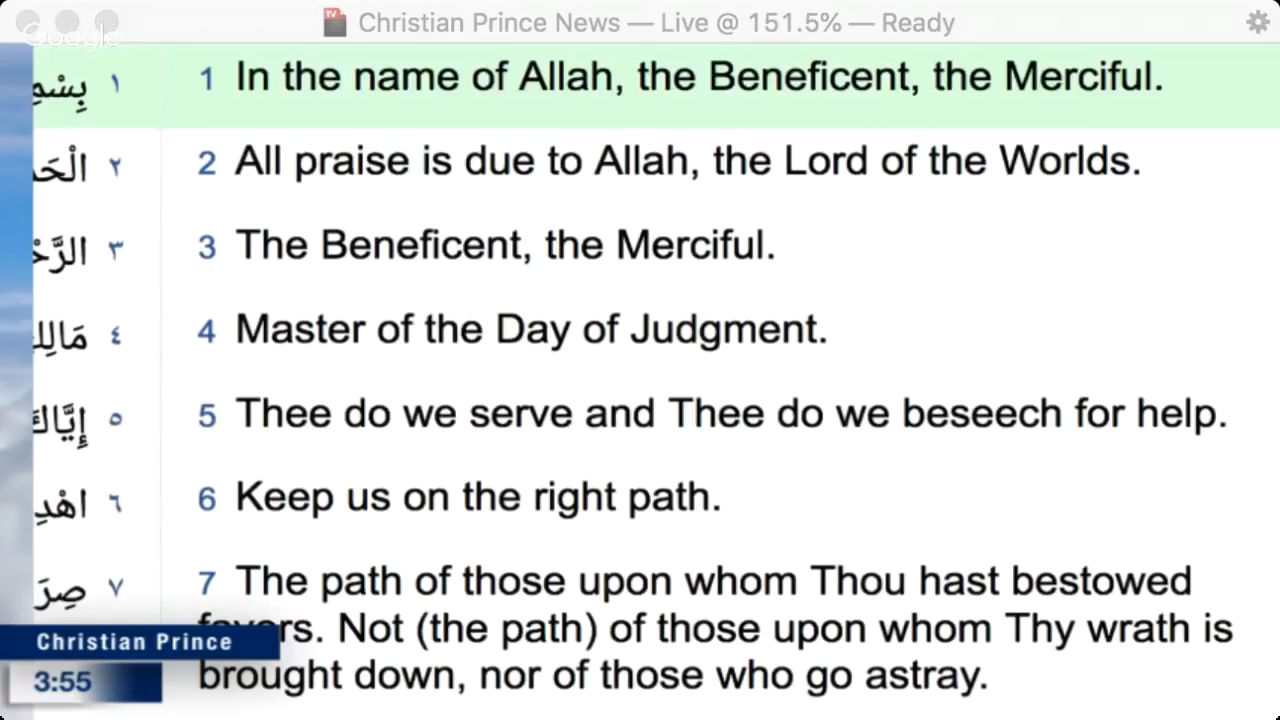 Google
Christian Prince News — Live @ 151.5% — Ready
١ 1 In the name of Allah, the Beneficent, the Merciful.
٢ 2 All praise is due to Allah, the Lord of the Worlds.
٣ 3 The Beneficent, the Merciful.
٤ 4 Master of the Day of Judgment.
٥ 5 Thee do we serve and Thee do we beseech for help.
٦ 6 Keep us on the right path.
٧ 7 The path of those upon whom Thou hast bestowed
favors. Not (the path) of those upon whom Thy wrath is
brought down, nor of those who go astray.
Christian Prince
3:55